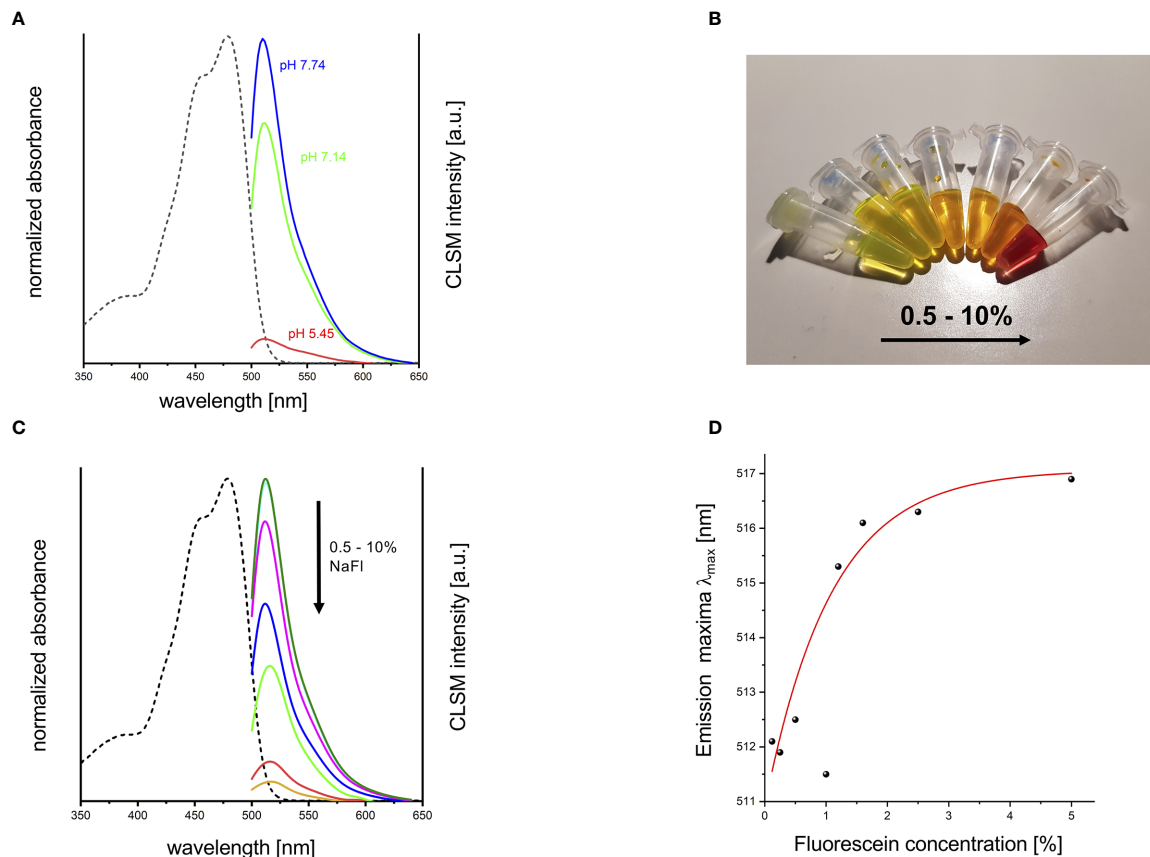 A
normalized absorbance
pH 7.74
pH 7.14
pH 5.45
CLSM intensity [a.u.]
350 400 450 500 550 600 650
wavelength [nm]
B
0.5 - 10%
C
normalized absorbance
0.5 - 10%
NaFl
CLSM intensity [a.u.]
350 400 450 500 550 600 650
wavelength [nm]
D
Emission maxima λmax [nm]
517
516
515
514
513
512
511
0 1 2 3 4 5
Fluorescein concentration [%]